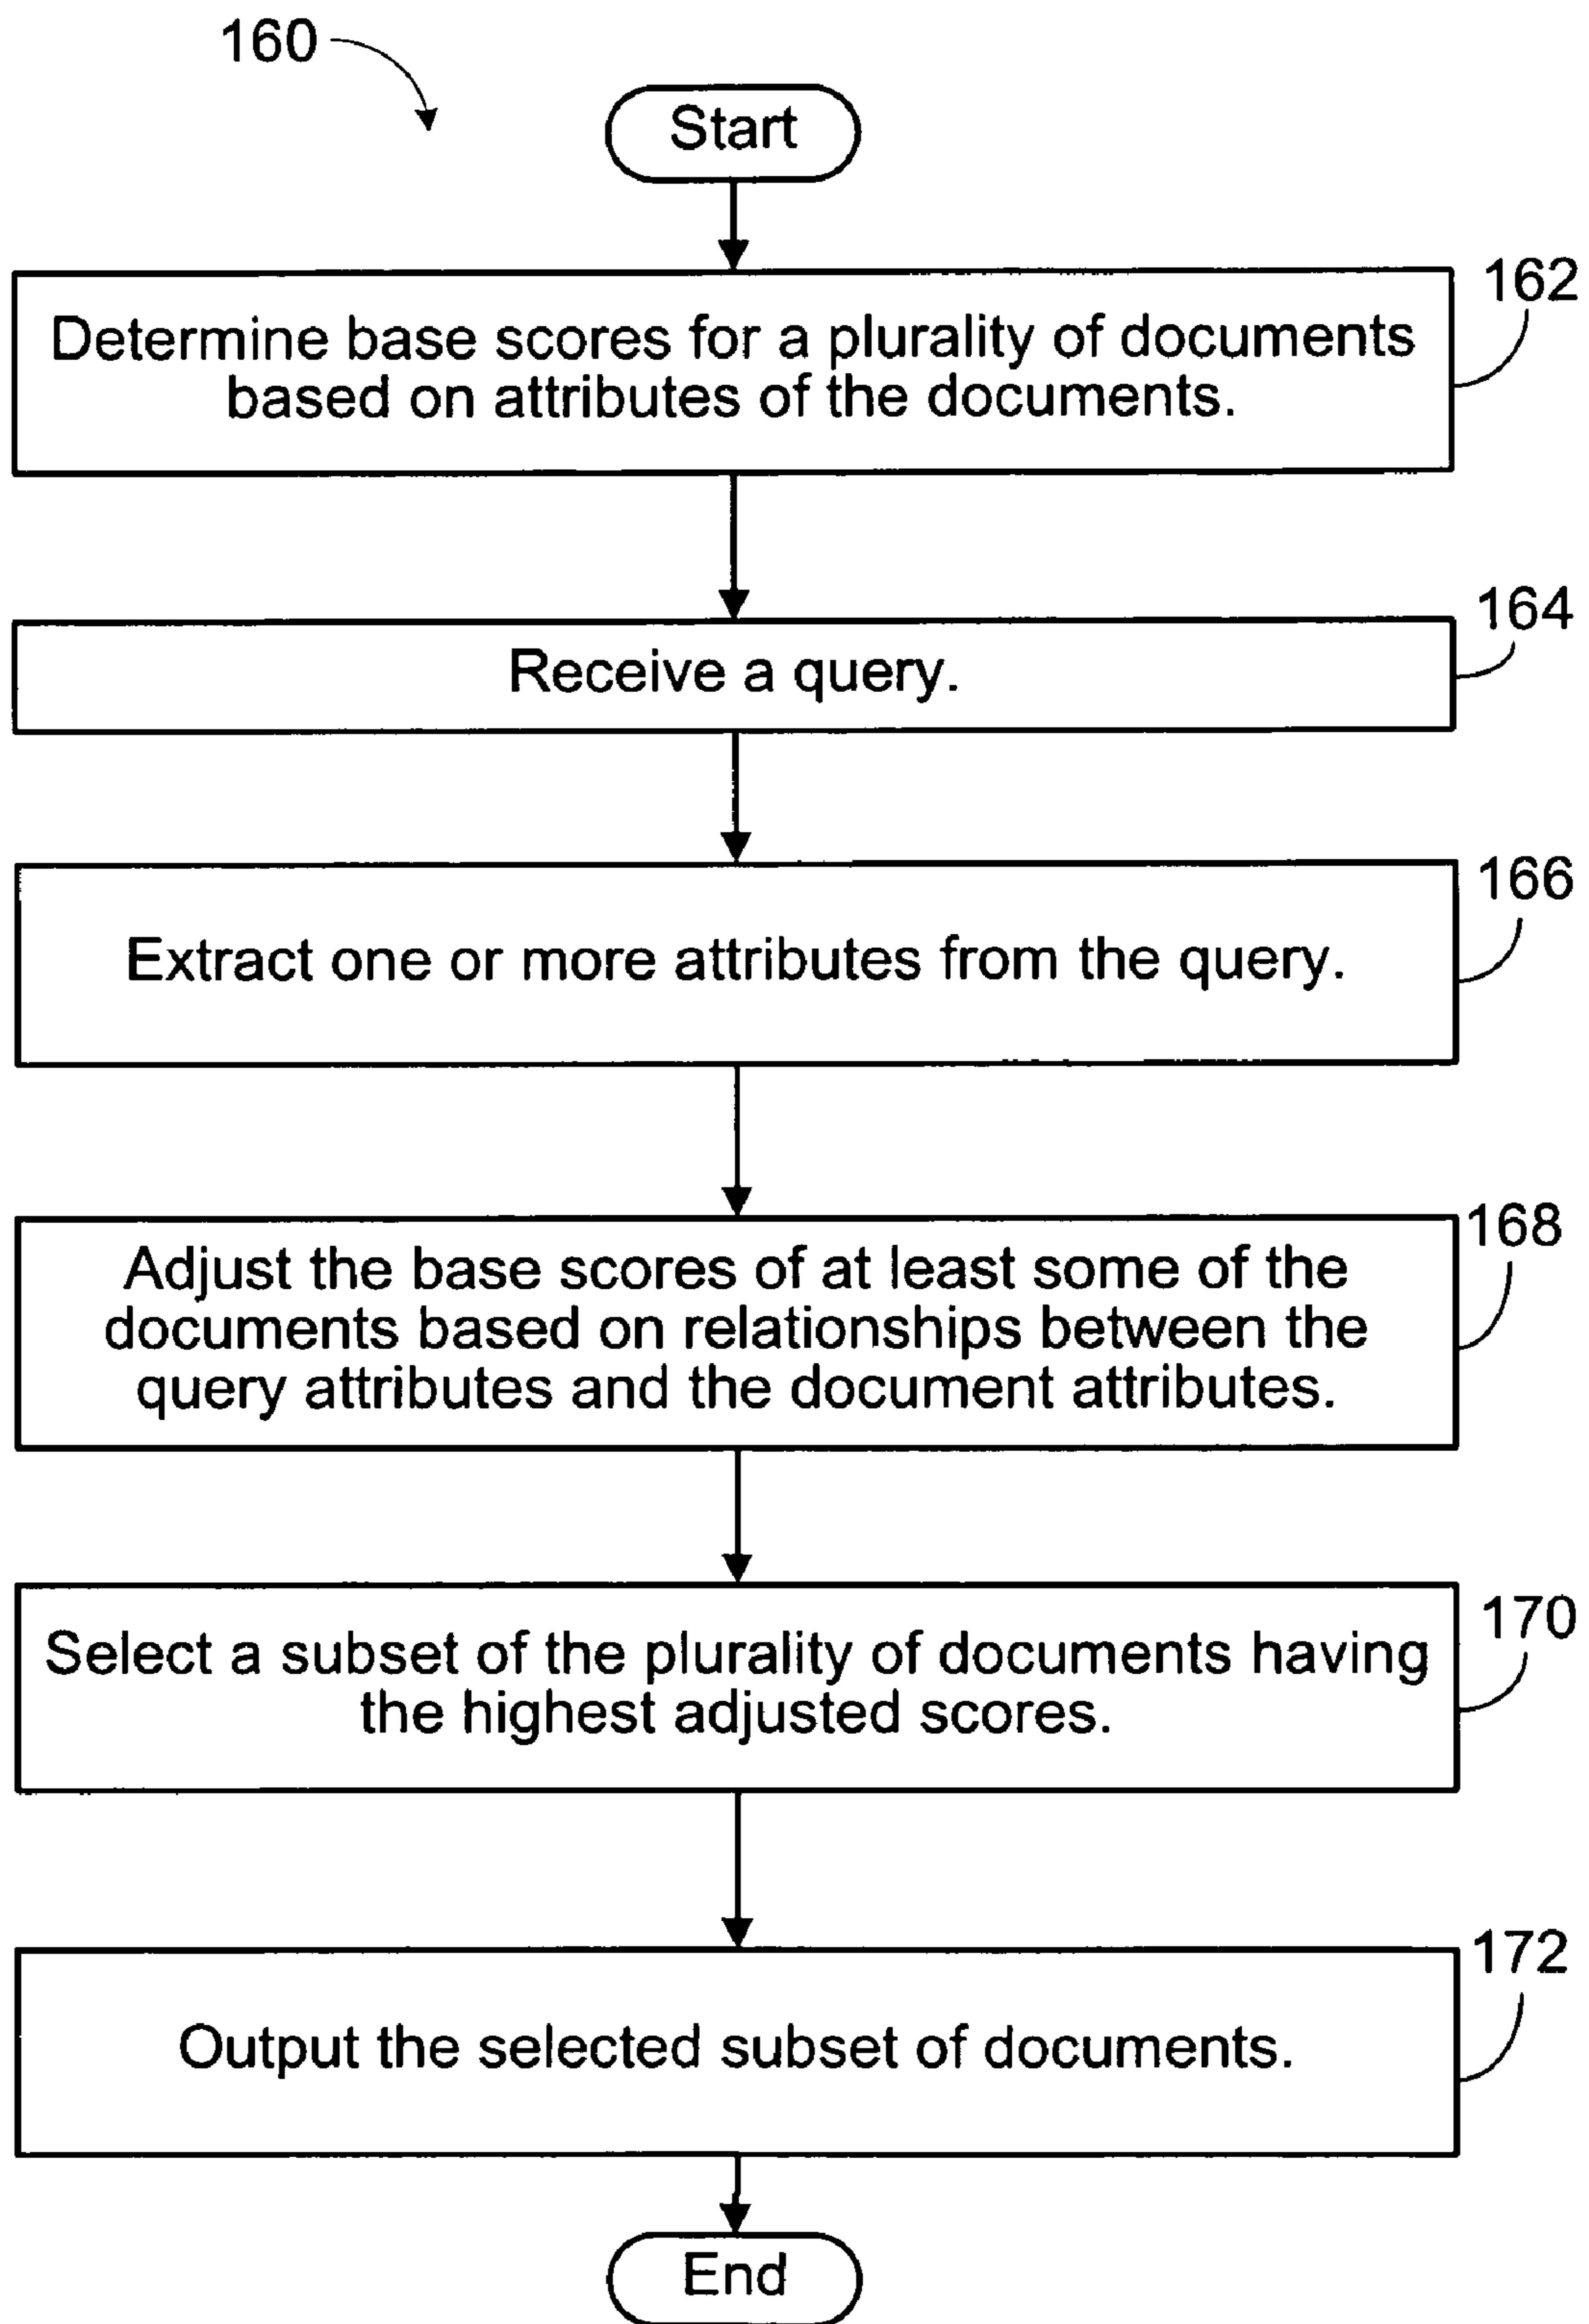 160
Start
162
Determine base scores for a plurality of documents
based on attributes of the documents.
164
Receive a query.
166
Extract one or more attributes from the query.
168
Adjust the base scores of at least some of the
documents based on relationships between the
query attributes and the document attributes.
170
Select a subset of the plurality of documents having
the highest adjusted scores.
172
Output the selected subset of documents.
End